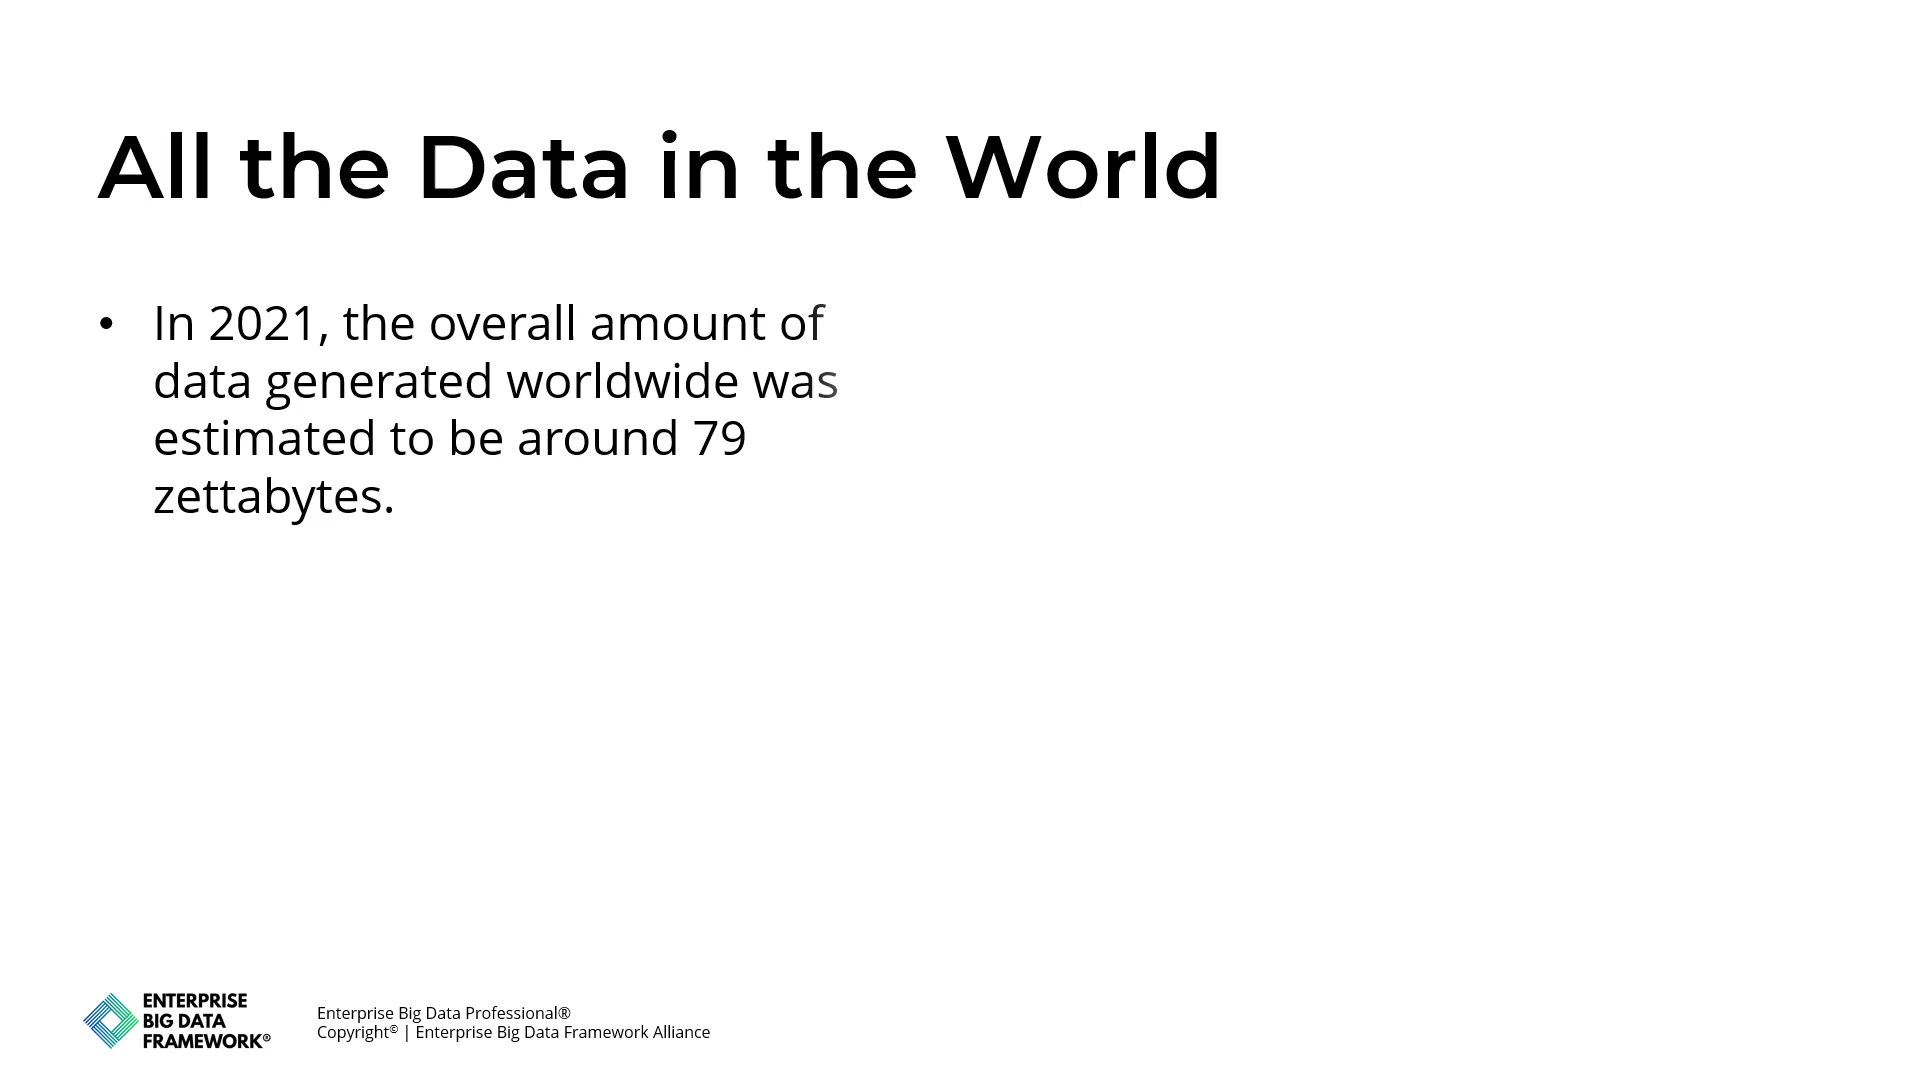 All the Data in the World
• In 2021, the overall amount of
data generated worldwide was
estimated to be around 79
zettabytes.
ENTERPRISE
BIG DATA
FRAMEWORK®
Enterprise Big Data Professional®
Copyright© | Enterprise Big Data Framework Alliance